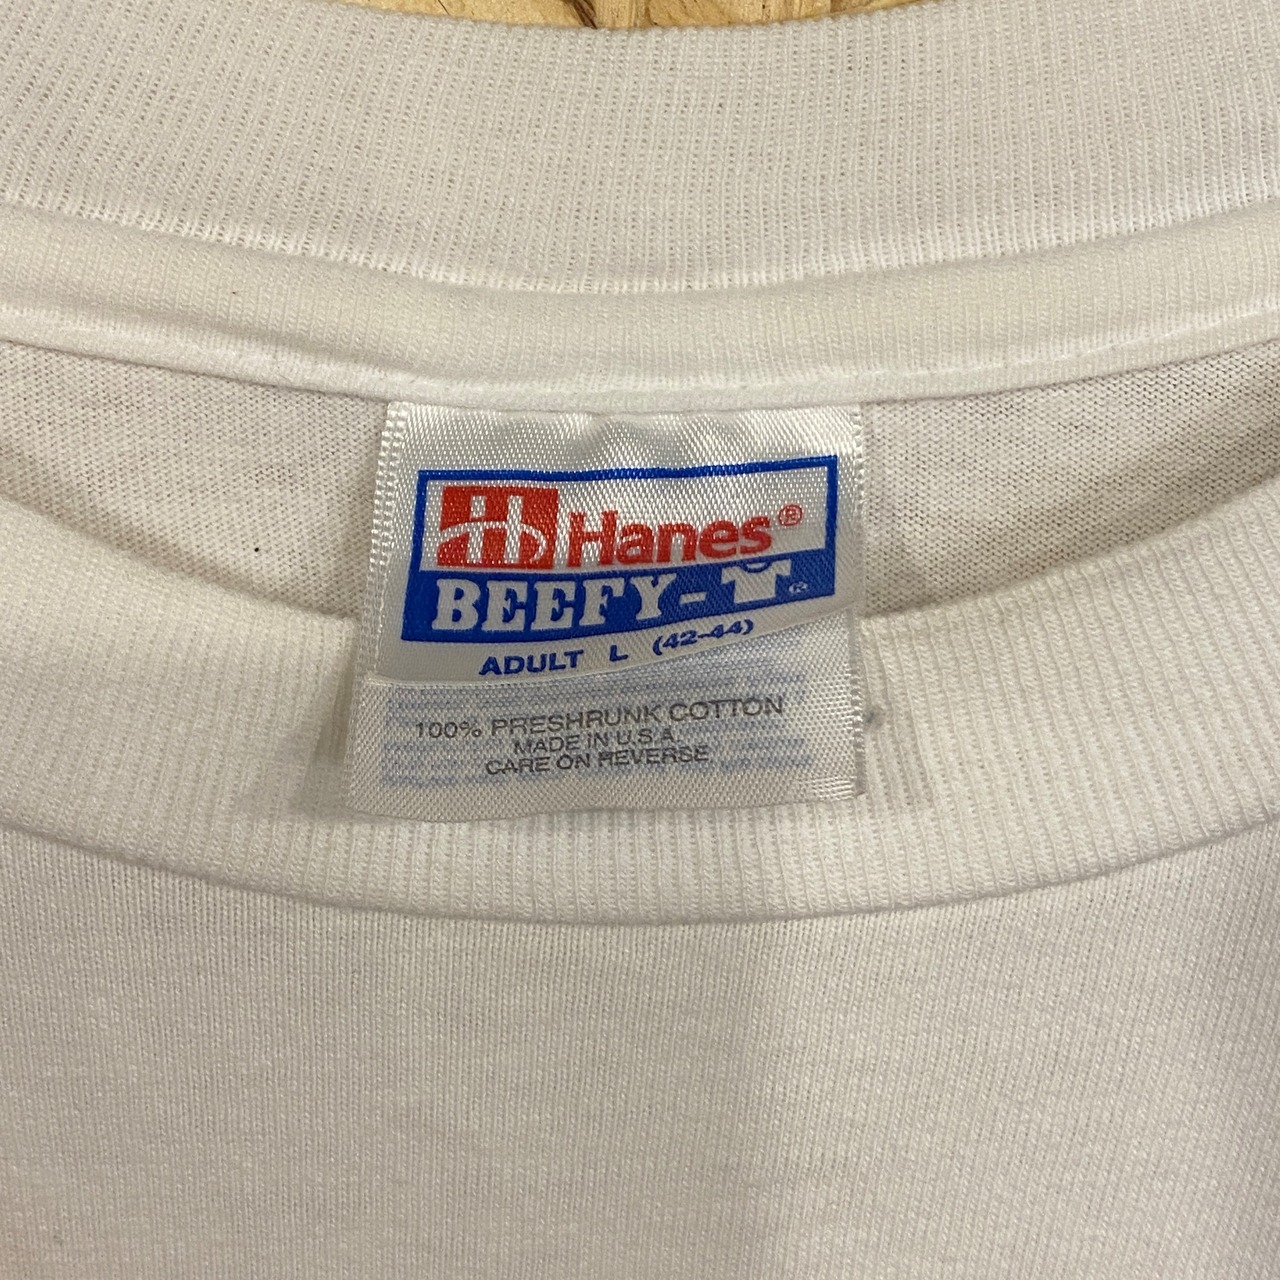 Hanes®
BEEFY-T®
ADULT L (42-44)
100% PRESHRUNK COTTON
MADE IN U.S.A.
CARE ON REVERSE